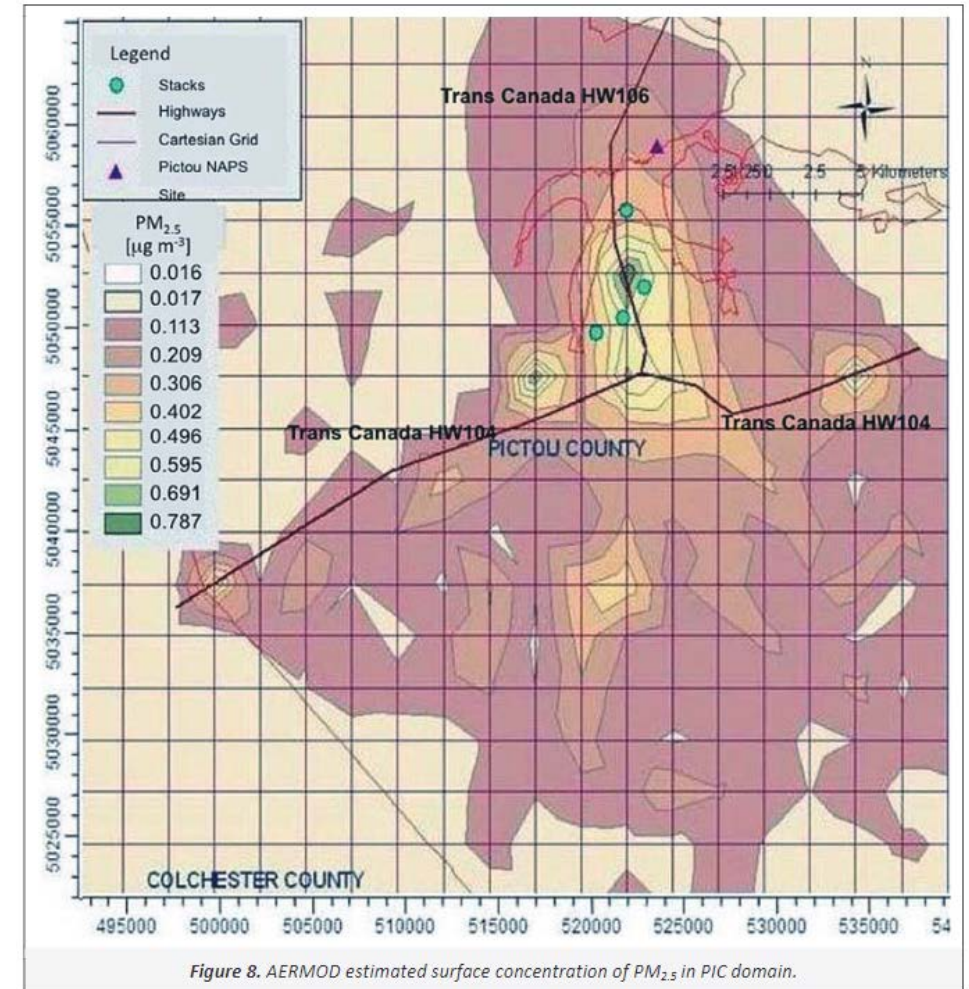 Legend
Stacks
Highways
Cartesian Grid
Pictou NAPS
Site
PM2.5
[µg m-3]
0.016
0.017
0.113
0.209
0.306
0.402
0.496
0.595
0.691
0.787
Trans Canada HW106
N
2.5 5 Kilometers
Trans Canada HW104
Trans Canada HW104
PICTOU COUNTY
COLCHESTER COUNTY
5060000
5055000
5050000
5045000
5040000
5035000
5030000
5025000
495000 500000 505000 510000 515000 520000 525000 530000 535000 54
Figure 8. AERMOD estimated surface concentration of PM2.5 in PIC domain.